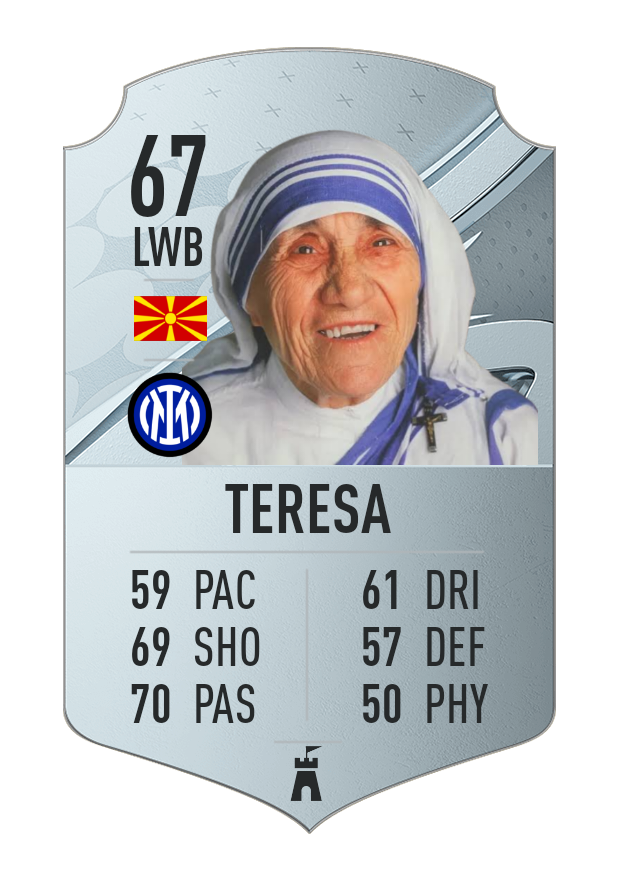 67
LWB
TERESA
59 PAC
69 SHO
70 PAS
61 DRI
57 DEF
50 PHY